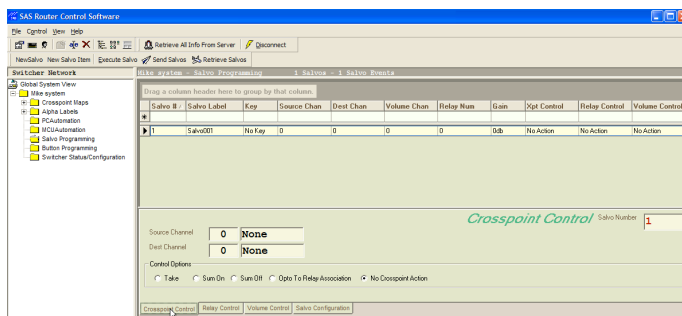 SAS Router Control Software
File Control View Help
Retrieve All Info From Server Disconnect
NewSalvo New Salvo Item Execute Salvo Send Salvos Retrieve Salvos
Switcher Network
Mike system - Salvo Programming 1 Salvos - 1 Salvo Events
Global System View
Mike system
Crosspoint Maps
Alpha Labels
PCAutomation
MCUAutomation
Salvo Programming
Button Programming
Switcher Status/Configuration
Drag a column header here to group by that column.
Salvo # Salvo Label Key Source Chan Dest Chan Volume Chan Relay Num Gain Xpt Control Relay Control Volume Control
1 Salvo001 No Key 0 0 0 0 0db No Action No Action No Action
Crosspoint Control Salvo Number 1
Source Channel 0 None
Dest Channel 0 None
Control Options
Take Sum On Sum Off Opto To Relay Association No Crosspoint Action
Crosspoint Control Relay Control Volume Control Salvo Configuration